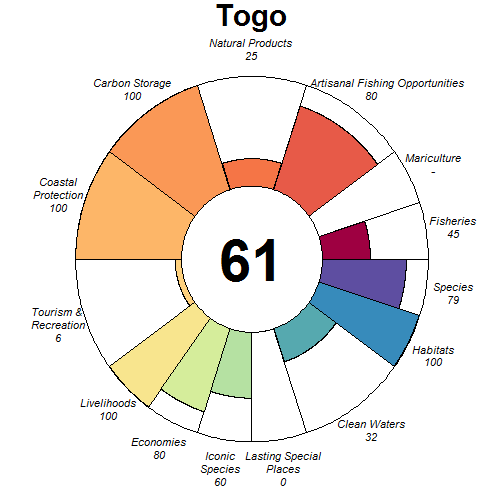 Togo
Natural Products
25
Carbon Storage
100
Artisanal Fishing Opportunities
80
Mariculture
-
Coastal
Protection
100
Fisheries
45
61
Species
79
Tourism &
Recreation
6
Habitats
100
Livelihoods
100
Clean Waters
32
Economies
80
Iconic
Species
60
Lasting Special
Places
0